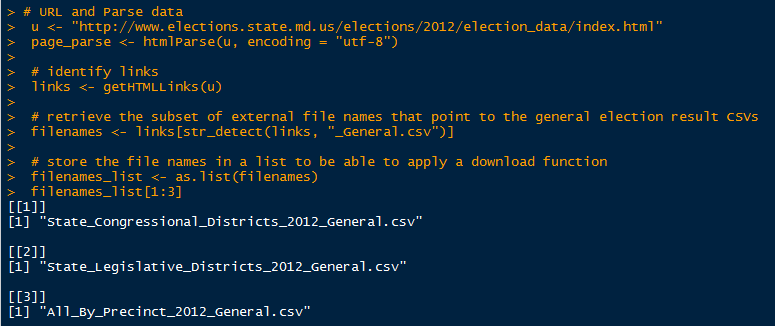 > # URL and Parse data
>  u <- "http://www.elections.state.md.us/elections/2012/election_data/index.html"
>  page_parse <- htmlParse(u, encoding = "utf-8")
>
>  # identify links
>  links <- getHTMLLinks(u)
>
>  # retrieve the subset of external file names that point to the general election result CSVs
>  filenames <- links[str_detect(links, "_General.csv")]
>
>  # store the file names in a list to be able to apply a download function
>  filenames_list <- as.list(filenames)
>  filenames_list[1:3]
[[1]]
[1] "State_Congressional_Districts_2012_General.csv"

[[2]]
[1] "State_Legislative_Districts_2012_General.csv"

[[3]]
[1] "All_By_Precinct_2012_General.csv"